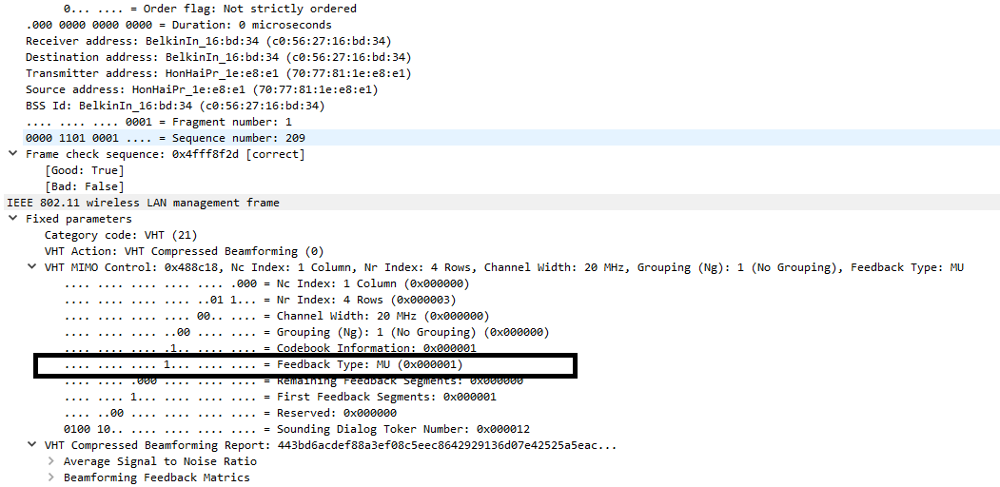 0... .... = Order flag: Not strictly ordered
.000 0000 0000 0000 = Duration: 0 microseconds
Receiver address: BelkinIn_16:bd:34 (c0:56:27:16:bd:34)
Destination address: BelkinIn_16:bd:34 (c0:56:27:16:bd:34)
Transmitter address: HonHaiPr_1e:e8:e1 (70:77:81:1e:e8:e1)
Source address: HonHaiPr_1e:e8:e1 (70:77:81:1e:e8:e1)
BSS Id: BelkinIn_16:bd:34 (c0:56:27:16:bd:34)
.... .... .... 0001 = Fragment number: 1
0000 1101 0001 .... = Sequence number: 209
Frame check sequence: 0x4fff8f2d [correct]
[Good: True]
[Bad: False]
IEEE 802.11 wireless LAN management frame
Fixed parameters
Category code: VHT (21)
VHT Action: VHT Compressed Beamforming (0)
VHT MIMO Control: 0x488c18, Nc Index: 1 Column, Nr Index: 4 Rows, Channel Width: 20 MHz, Grouping (Ng): 1 (No Grouping), Feedback Type: MU
.... .... .... .... .... .000 = Nc Index: 1 Column (0x000000)
.... .... .... .... ..01 1... = Nr Index: 4 Rows (0x000003)
.... .... .... .... 00.. .... = Channel Width: 20 MHz (0x000000)
.... .... .... ..00 .... .... = Grouping (Ng): 1 (No Grouping) (0x000000)
.... .... .... .1.. .... .... = Codebook Information: 0x000001
.... .... .... 1... .... .... = Feedback Type: MU (0x000001)
.... .... .000 .... .... .... = Remaining Feedback Segments: 0x000000
.... .... 1... .... .... .... = First Feedback Segments: 0x000001
.... ..00 .... .... .... .... = Reserved: 0x000000
0100 10.. .... .... .... .... = Sounding Dialog Toker Number: 0x000012
VHT Compressed Beamforming Report: 443bd6acdef88a3ef08c5eec8642929136d07e42525a5eac...
Average Signal to Noise Ratio
Beamforming Feedback Matrics